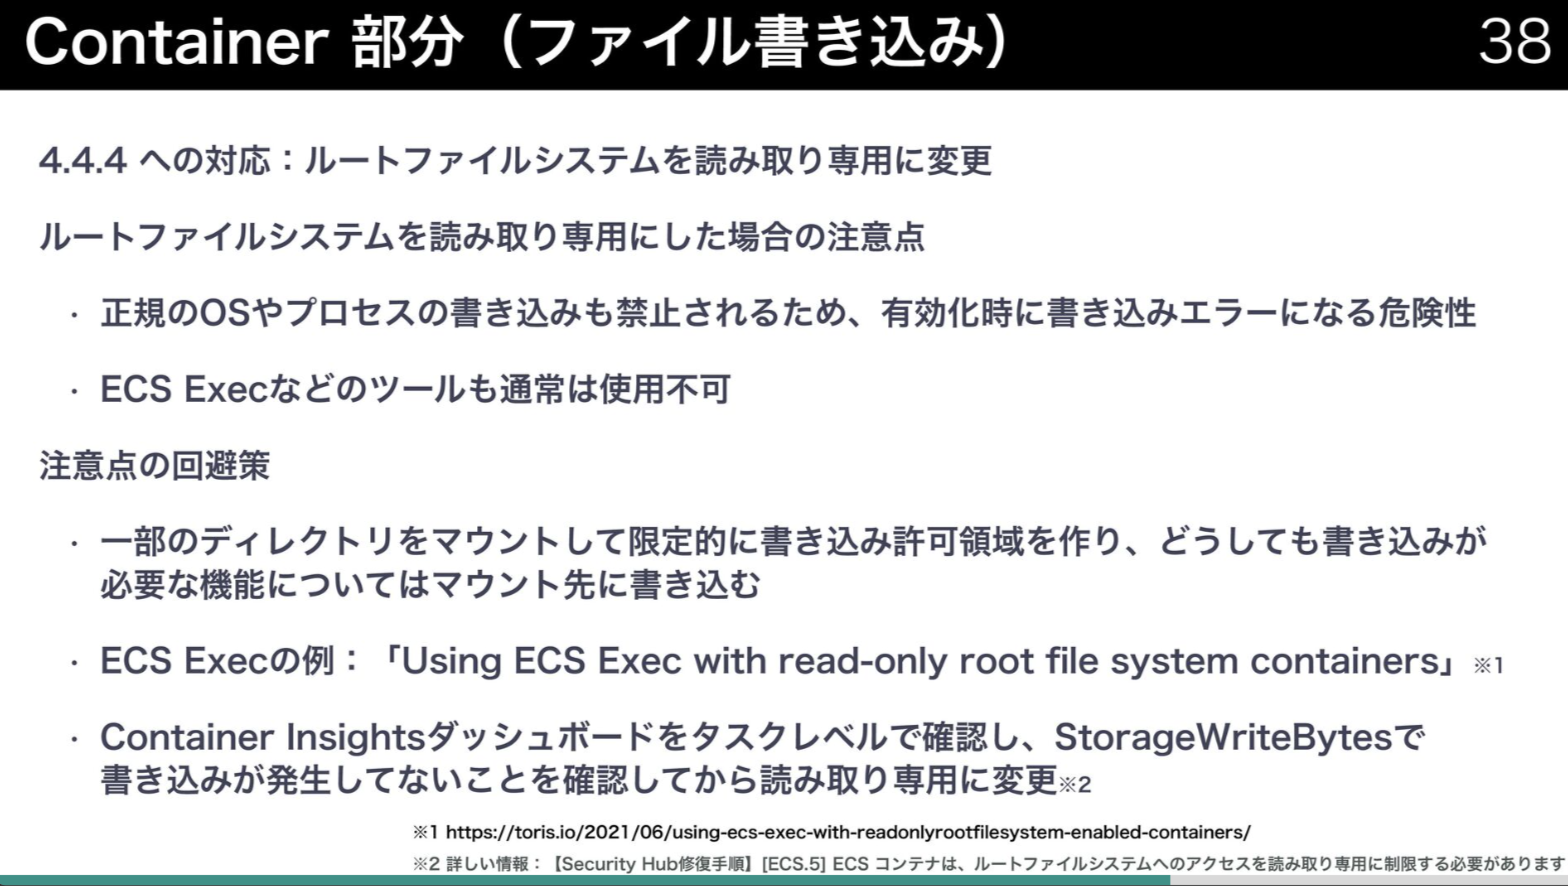 Container 部分（ファイル書き込み）
38
4.4.4 への対応：ルートファイルシステムを読み取り専用に変更
ルートファイルシステムを読み取り専用にした場合の注意点
・ 正規のOSやプロセスの書き込みも禁止されるため、有効化時に書き込みエラーになる危険性
・ ECS Execなどのツールも通常は使用不可
注意点の回避策
・ 一部のディレクトリをマウントして限定的に書き込み許可領域を作り、どうしても書き込みが
必要な機能についてはマウント先に書き込む
・ ECS Execの例：「Using ECS Exec with read-only root file system containers」※1
・ Container Insightsダッシュボードをタスクレベルで確認し、StorageWriteBytesで
書き込みが発生してないことを確認してから読み取り専用に変更※2
※1 https://toris.io/2021/06/using-ecs-exec-with-readonlyrootfilesystem-enabled-containers/
※2 詳しい情報：【Security Hub修復手順】[ECS.5] ECS コンテナは、ルートファイルシステムへのアクセスを読み取り専用に制限する必要があります